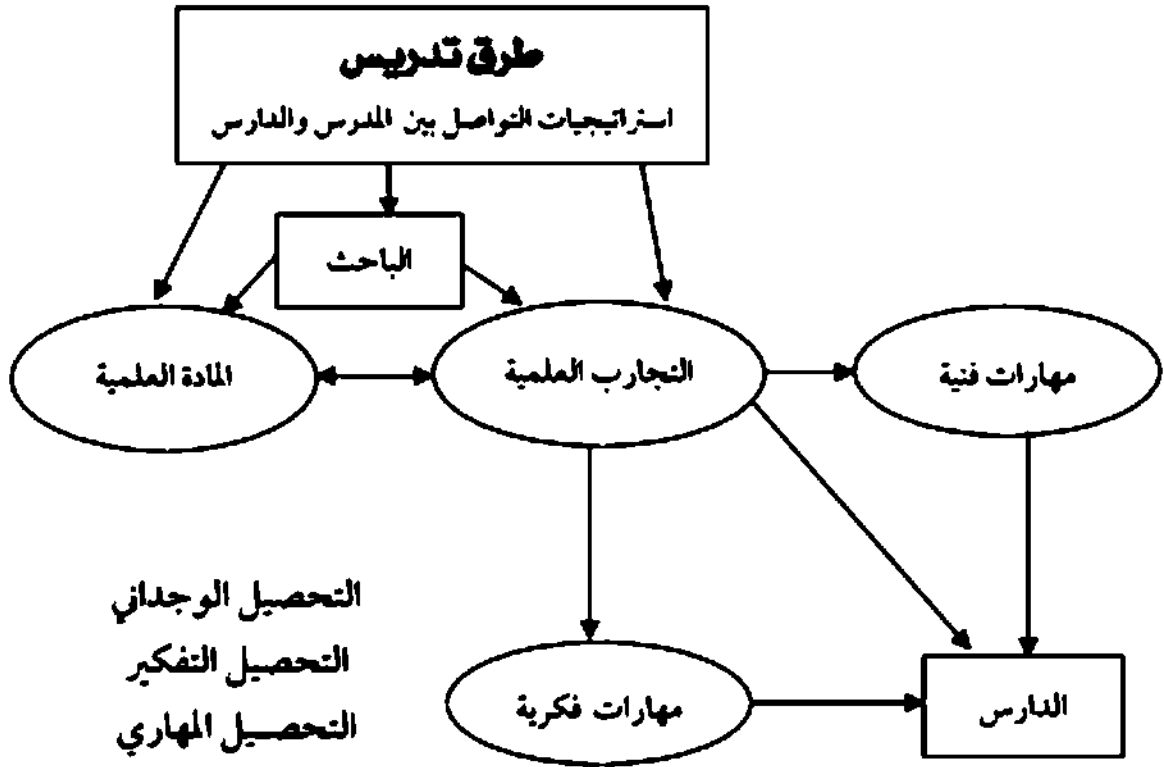 طرق تدريس
استراتيجيات التواصل بين المدرس والدارس
الباحث
مهارات فنية
التجارب العلمية
المادة العلمية
التحصيل الوجداني
التحصيل التفكير
التحصيل المهاري
مهارات فكرية
الدارس